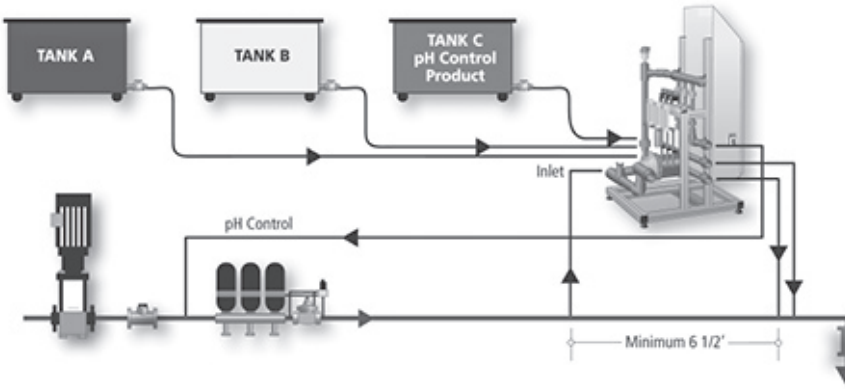 TANK A
TANK B
TANK C
pH Control
Product
Inlet
pH Control
Minimum 6 1/2'